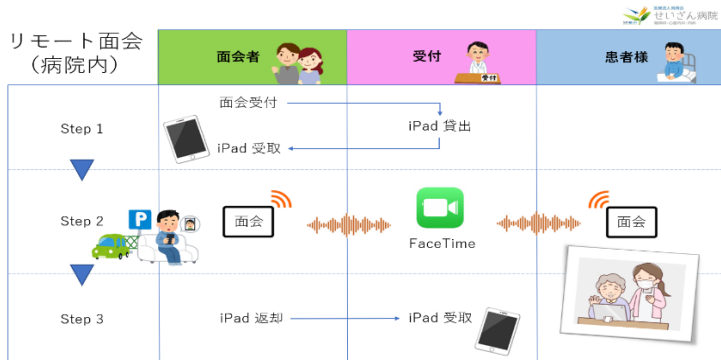 せいざん病院
リモート面会
（病院内）
面会者
受付
受付
患者様
Step 1
面会受付
iPad 貸出
iPad 受取
Step 2
P
面会
FaceTime
面会
Step 3
iPad 返却
iPad 受取